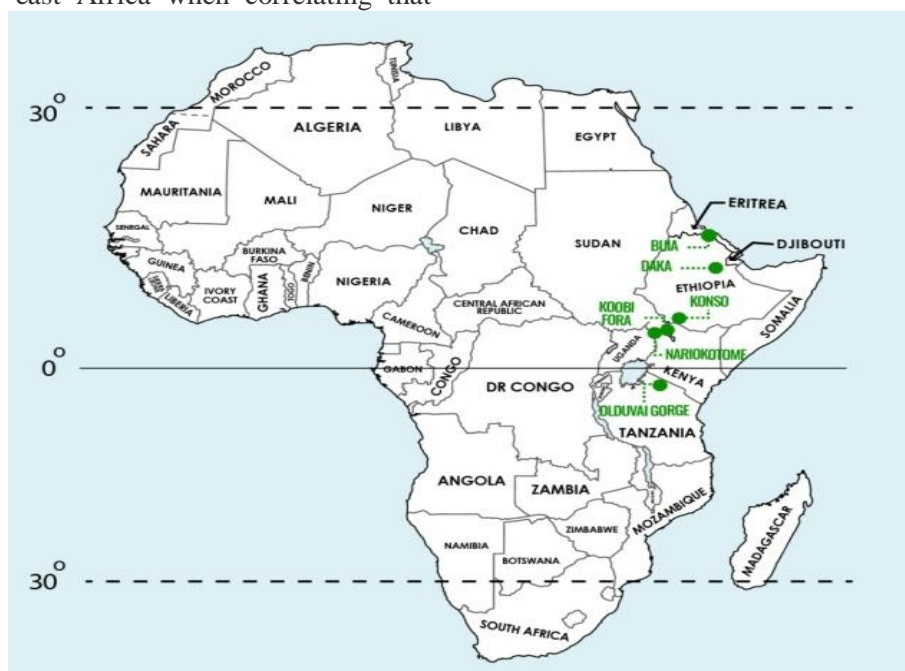 east Africa when correlating that
MOROCCO
TUNISIA
30°
ALGERIA
LIBYA
EGYPT
SAHARA
MAURITANIA
MALI
NIGER
CHAD
SUDAN
ERITREA
BUIA
DJIBOUTI
DAKA
SENEGAL
GUINEA
BURKINA
FASO
BENIN
TOGO
GHANA
IVORY
COAST
LIBERIA
NIGERIA
ETHIOPIA
KONSO
KOOBI
FORA
SOMALIA
CENTRAL AFRICAN
REPUBLIC
CAMEROON
UGANDA
NARIOKOTOME
KENYA
0°
GABON
CONGO
DR CONGO
OLDUVAI GORGE
TANZANIA
ANGOLA
ZAMBIA
MOZAMBIQUE
MADAGASCAR
ZIMBABWE
NAMIBIA
BOTSWANA
30°
SOUTH AFRICA